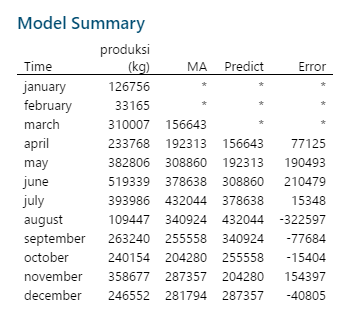 Model Summary
produksi
Time (kg) MA Predict Error
january 126756 * * *
february 33165 * * *
march 310007 156643 * *
april 233768 192313 156643 77125
may 382806 308860 192313 190493
june 519339 378638 308860 210479
july 393986 432044 378638 15348
august 109447 340924 432044 -322597
september 263240 255558 340924 -77684
october 240154 204280 255558 -15404
november 358677 287357 204280 154397
december 246552 281794 287357 -40805